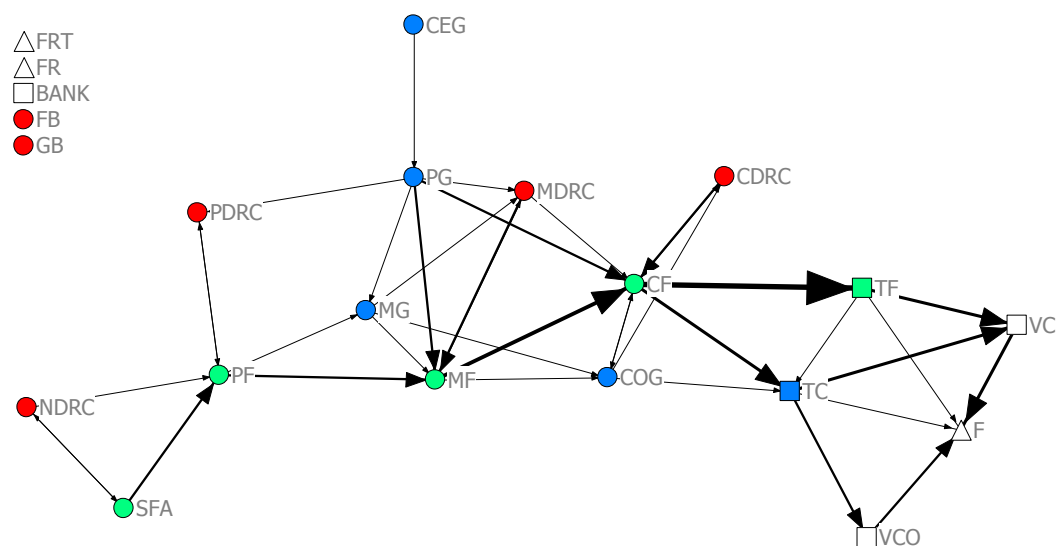 CEG
FRT
FR
BANK
FB
GB
PG
MDRC
CDRC
PDRC
CF
TF
MG
VC
PF
MF
COG
TC
NDRC
F
SFA
VCO